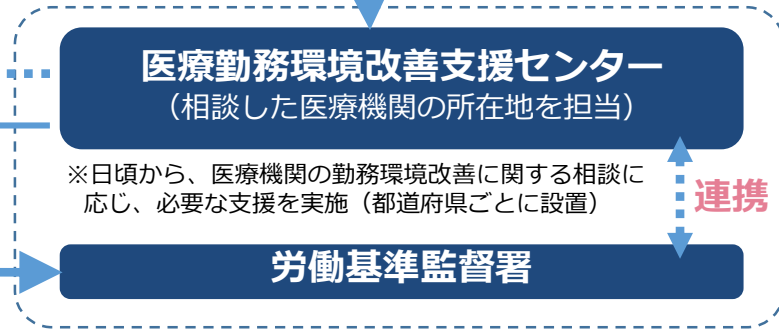 医療勤務環境改善支援センター
（相談した医療機関の所在地を担当）
※日頃から、医療機関の勤務環境改善に関する相談に
応じ、必要な支援を実施（都道府県ごとに設置）
連携
労働基準監督署